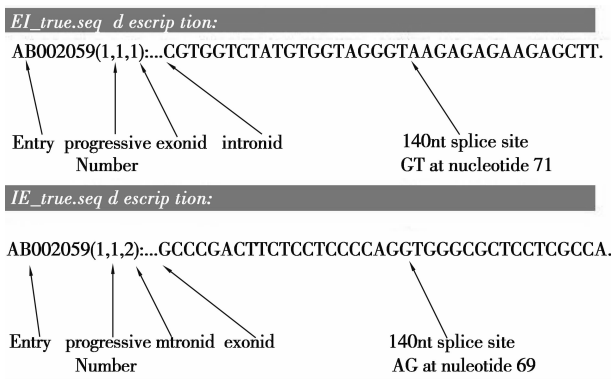 EI_true.seq d escrip tion:
AB002059(1,1,1):...CGTGGTCTATGTGGTAGGGTAAGAGAGAAGAGCTT.
Entry progressive exonid intronid 140nt splice site
Number GT at nucleotide 71
IE_true.seq d escrip tion:
AB002059(1,1,2):...GCCCGACTTCTCCTCCCCAGGTGGGCGCTCCTCGCCA.
Entry progressive mtronid exonid 140nt splice site
Number AG at nuleotide 69